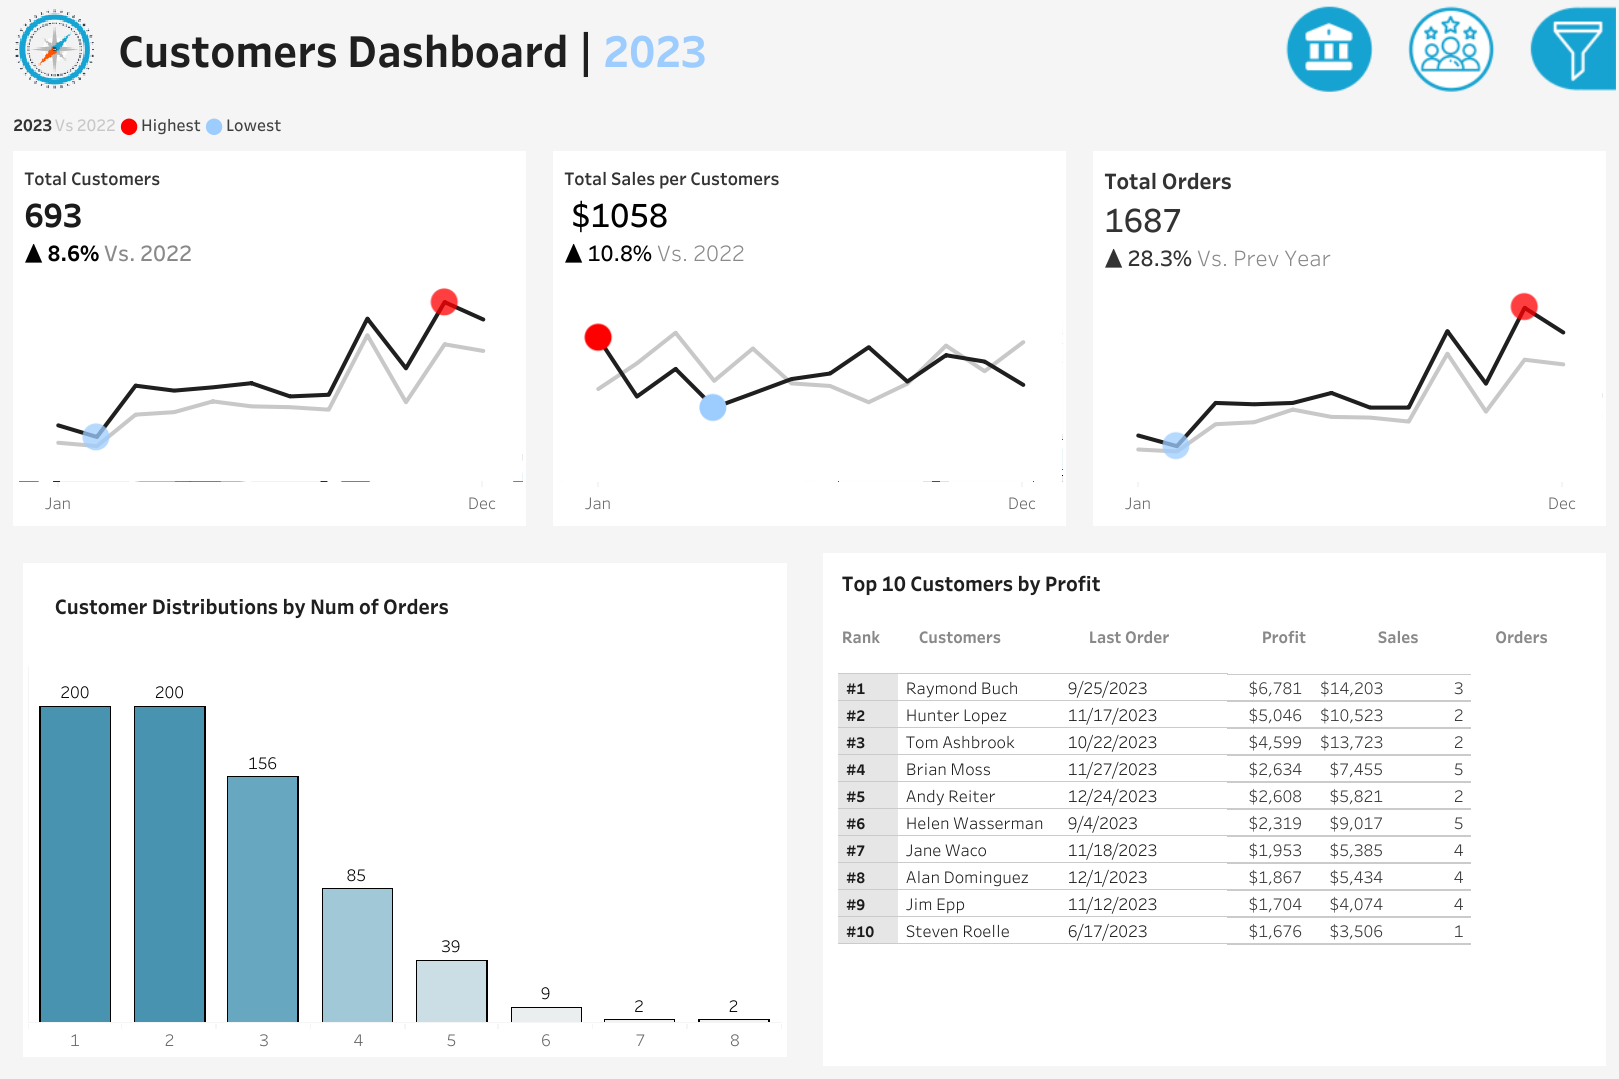 Customers Dashboard | 2023
2023 Vs 2022 Highest Lowest
Total Customers
693
▲ 8.6% Vs. 2022
Jan Dec
Total Sales per Customers
$1058
▲ 10.8% Vs. 2022
Jan Dec
Total Orders
1687
▲ 28.3% Vs. Prev Year
Jan Dec
Customer Distributions by Num of Orders
200 200 156 85 39 9 2 2
1 2 3 4 5 6 7 8
Top 10 Customers by Profit
Rank Customers Last Order Profit Sales Orders
#1 Raymond Buch 9/25/2023 $6,781 $14,203 3
#2 Hunter Lopez 11/17/2023 $5,046 $10,523 2
#3 Tom Ashbrook 10/22/2023 $4,599 $13,723 2
#4 Brian Moss 11/27/2023 $2,634 $7,455 5
#5 Andy Reiter 12/24/2023 $2,608 $5,821 2
#6 Helen Wasserman 9/4/2023 $2,319 $9,017 5
#7 Jane Waco 11/18/2023 $1,953 $5,385 4
#8 Alan Dominguez 12/1/2023 $1,867 $5,434 4
#9 Jim Epp 11/12/2023 $1,704 $4,074 4
#10 Steven Roelle 6/17/2023 $1,676 $3,506 1